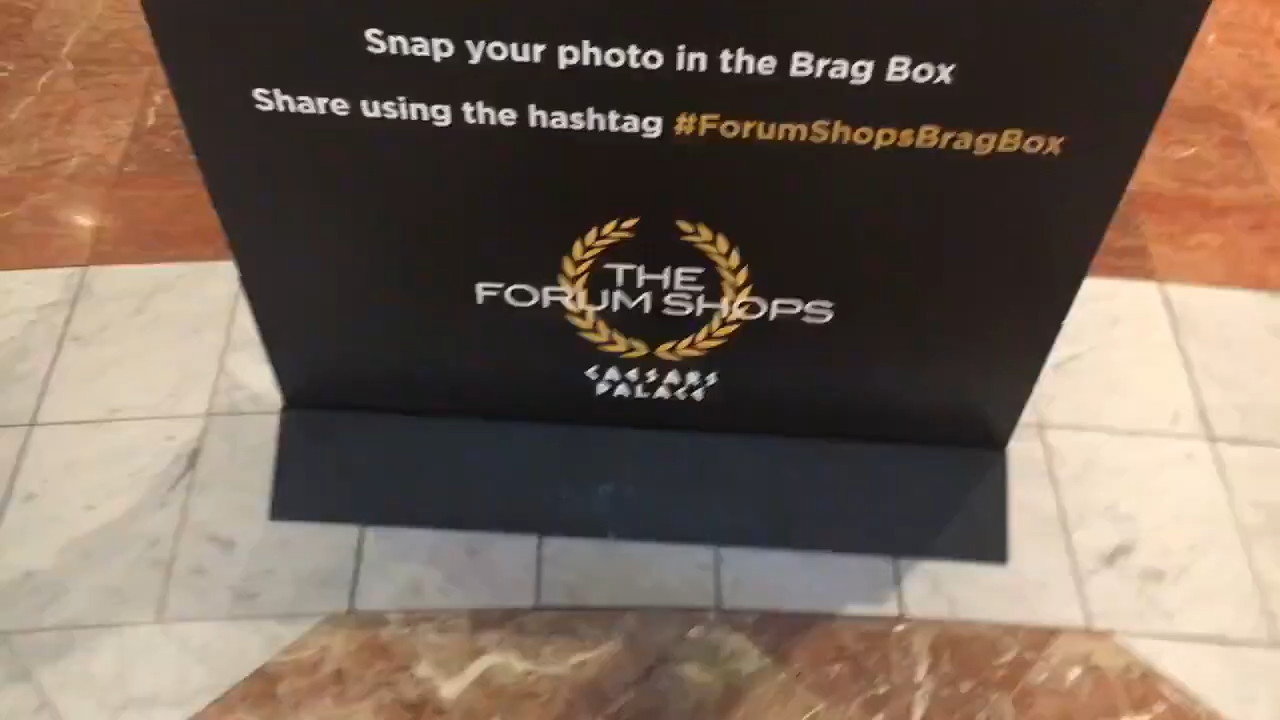 Snap your photo in the Brag Box
Share using the hashtag #ForumShopsBragBox
THE
FORUM SHOPS
CAESARS
PALACE